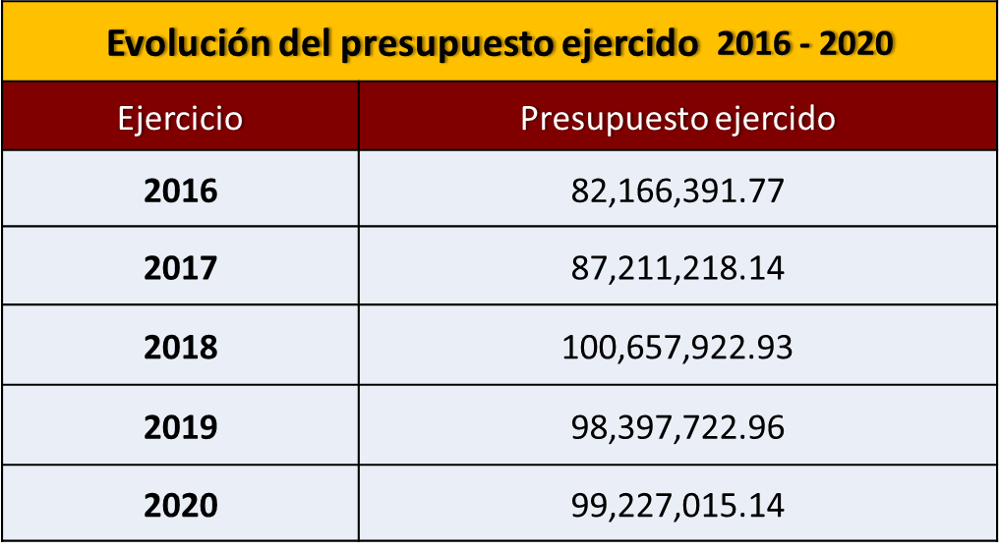 Evolución del presupuesto ejercido 2016 - 2020
Ejercicio Presupuesto ejercido
2016 82,166,391.77
2017 87,211,218.14
2018 100,657,922.93
2019 98,397,722.96
2020 99,227,015.14